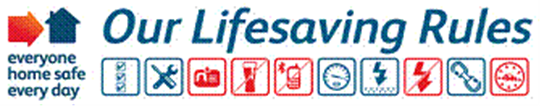 Our Lifesaving Rules
everyone
home safe
every day